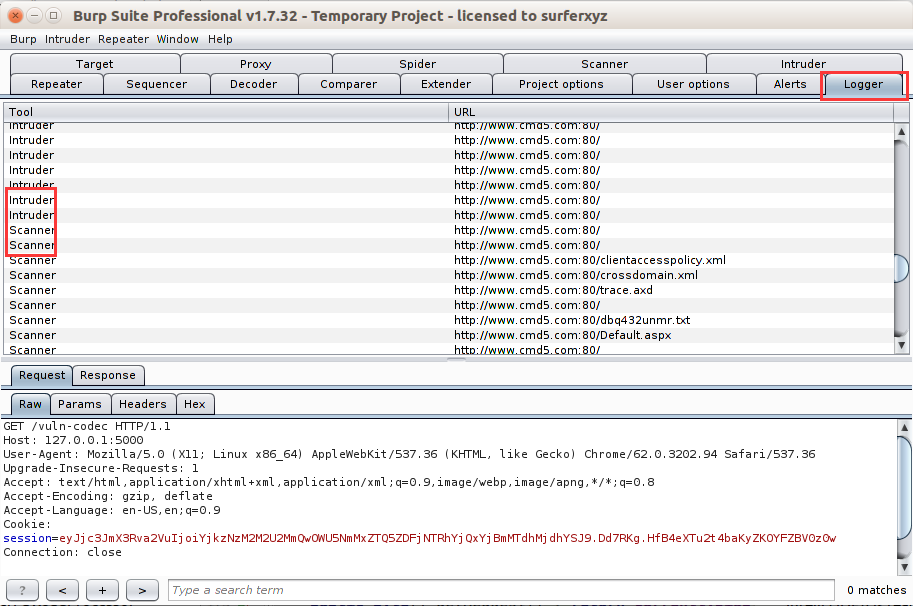 Burp Suite Professional v1.7.32 - Temporary Project - licensed to surferxyz
Burp Intruder Repeater Window Help
Target Proxy Spider Scanner Intruder
Repeater Sequencer Decoder Comparer Extender Project options User options Alerts Logger
Tool URL
Intruder http://www.cmd5.com:80/
Intruder http://www.cmd5.com:80/
Intruder http://www.cmd5.com:80/
Intruder http://www.cmd5.com:80/
Intruder http://www.cmd5.com:80/
Intruder http://www.cmd5.com:80/
Intruder http://www.cmd5.com:80/
Scanner http://www.cmd5.com:80/
Scanner http://www.cmd5.com:80/
Scanner http://www.cmd5.com:80/clientaccesspolicy.xml
Scanner http://www.cmd5.com:80/crossdomain.xml
Scanner http://www.cmd5.com:80/trace.axd
Scanner http://www.cmd5.com:80/
Scanner http://www.cmd5.com:80/dbq432unmr.txt
Scanner http://www.cmd5.com:80/Default.aspx
Scanner http://www.cmd5.com:80/
Request Response
Raw Params Headers Hex
GET /vuln-codec HTTP/1.1
Host: 127.0.0.1:5000
User-Agent: Mozilla/5.0 (X11; Linux x86_64) AppleWebKit/537.36 (KHTML, like Gecko) Chrome/62.0.3202.94 Safari/537.36
Upgrade-Insecure-Requests: 1
Accept: text/html,application/xhtml+xml,application/xml;q=0.9,image/webp,image/apng,*/*;q=0.8
Accept-Encoding: gzip, deflate
Accept-Language: en-US,en;q=0.9
Cookie:
session=eyJjc3JmX3Rva2VuIjoiYjkzNzM2M2U2MmQwOWU5NmMxZTQ5ZDFjNTRhYjQxYjBmMTdhMjdhYSJ9.Dd7RKg.HfB4eXTu2t4baKyZKOYFZBVOzOw
Connection: close
? < + > Type a search term 0 matches